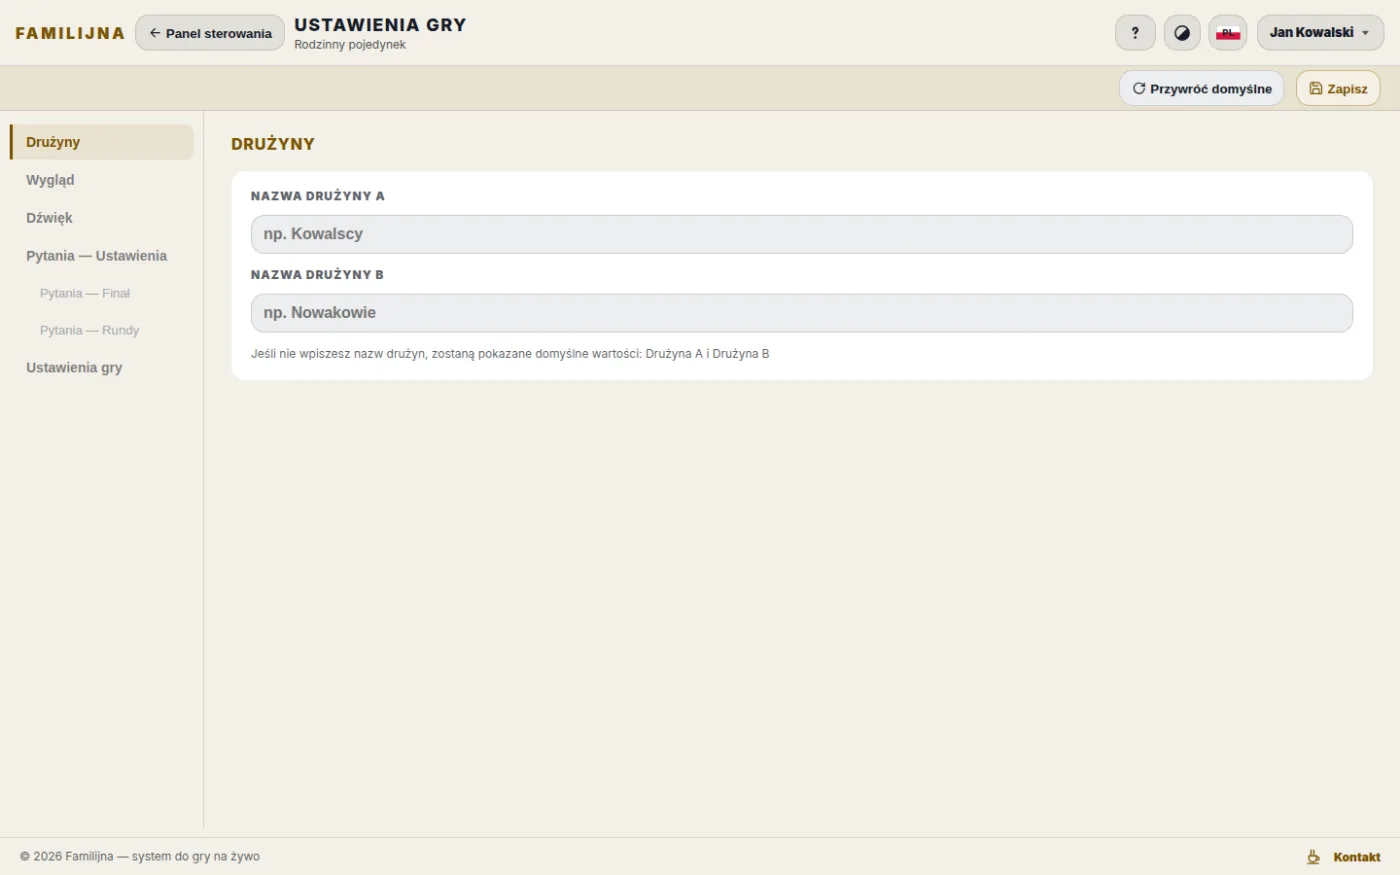 FAMILIJNA
← Panel sterowania
USTAWIENIA GRY
Rodzinny pojedynek
?
PL
Jan Kowalski
Przywróć domyślne
Zapisz
Drużyny
Wygląd
Dźwięk
Pytania — Ustawienia
Pytania — Finał
Pytania — Rundy
Ustawienia gry
DRUŻYNY
NAZWA DRUŻYNY A
np. Kowalscy
NAZWA DRUŻYNY B
np. Nowakowie
Jeśli nie wpiszesz nazw drużyn, zostaną pokazane domyślne wartości: Drużyna A i Drużyna B
© 2026 Familijna — system do gry na żywo
Kontakt